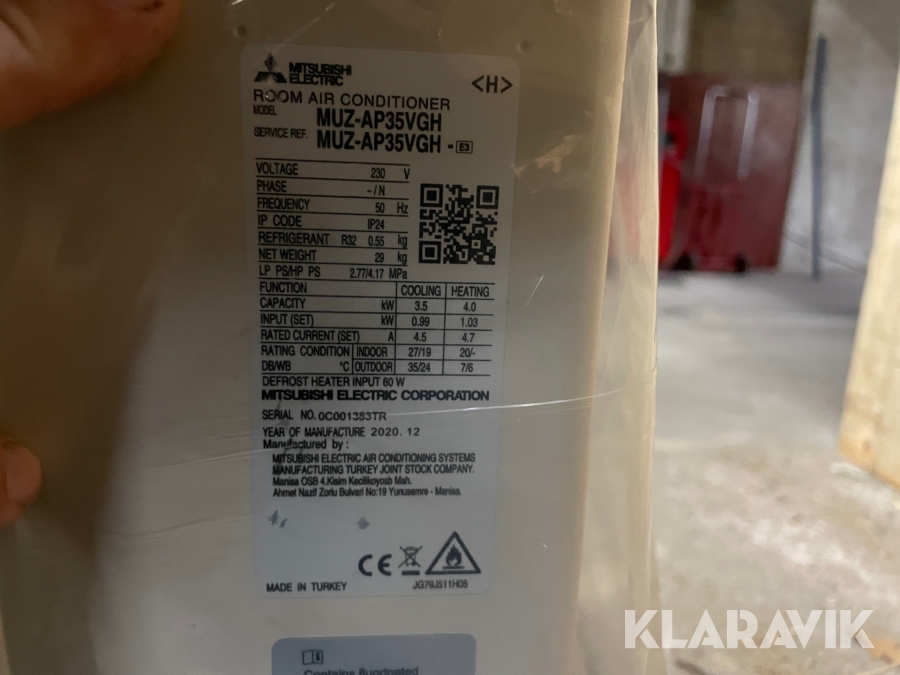 MITSUBISHI
ELECTRIC
<H>
ROOM AIR CONDITIONER
MODEL MUZ-AP35VGH
SERVICE REF. MUZ-AP35VGH - E3
VOLTAGE 230 V
PHASE ~/N
FREQUENCY 50 Hz
IP CODE IP24
REFRIGERANT R32 0.55 kg
NET WEIGHT 29 kg
LP PS/HP PS 2.77/4.17 MPa
FUNCTION COOLING HEATING
CAPACITY kW 3.5 4.0
INPUT (SET) kW 0.99 1.03
RATED CURRENT (SET) A 4.5 4.7
RATING CONDITION INDOOR 27/19 20/-
DB/WB °C OUTDOOR 35/24 7/6
DEFROST HEATER INPUT 60 W
MITSUBISHI ELECTRIC CORPORATION
SERIAL NO. 0C001383TR
YEAR OF MANUFACTURE 2020. 12
Manufactured by :
MITSUBISHI ELECTRIC AIR CONDITIONING SYSTEMS
MANUFACTURING TURKEY JOINT STOCK COMPANY.
Manisa OSB 4.Kisim Kecilikoyosb Mah.
Ahmet Nazif Zorlu Bulvari No:19 Yunusemre - Manisa.
CE
MADE IN TURKEY JG79J511H05
Contains fluorinated
KLARAVIK